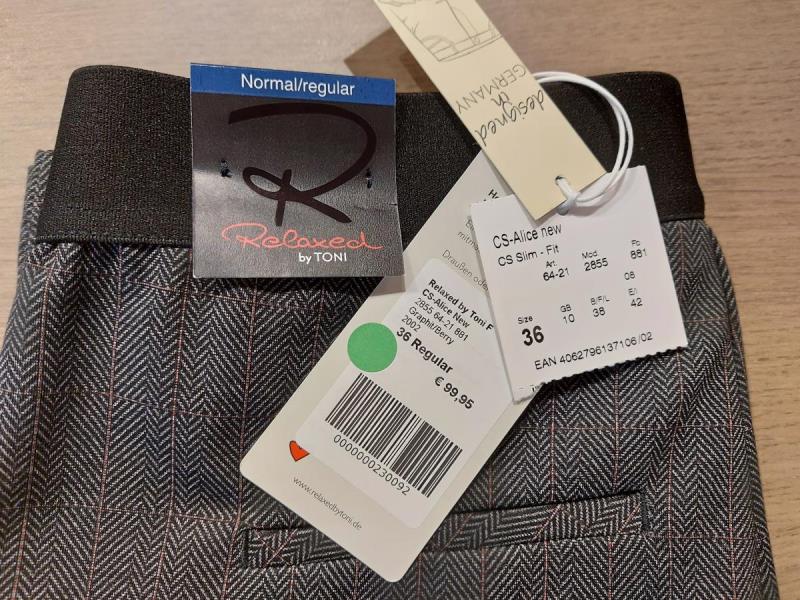 Normal/regular
R
Relaxed
by TONI
designed
in
GERMANY
Draußen oder
Relaxed by Toni F
CS-Alice New
2855 64-21 881
Graphit/Berry
2002
36 Regular
€ 99,95
0000000230092
www.relaxedbytoni.de
CS-Alice new
CS Slim - Fit
Art. Mod Fb
64-21 2855 881
08
Size GB B/F/L E/I
36 10 38 42
EAN 4062796137106 /02